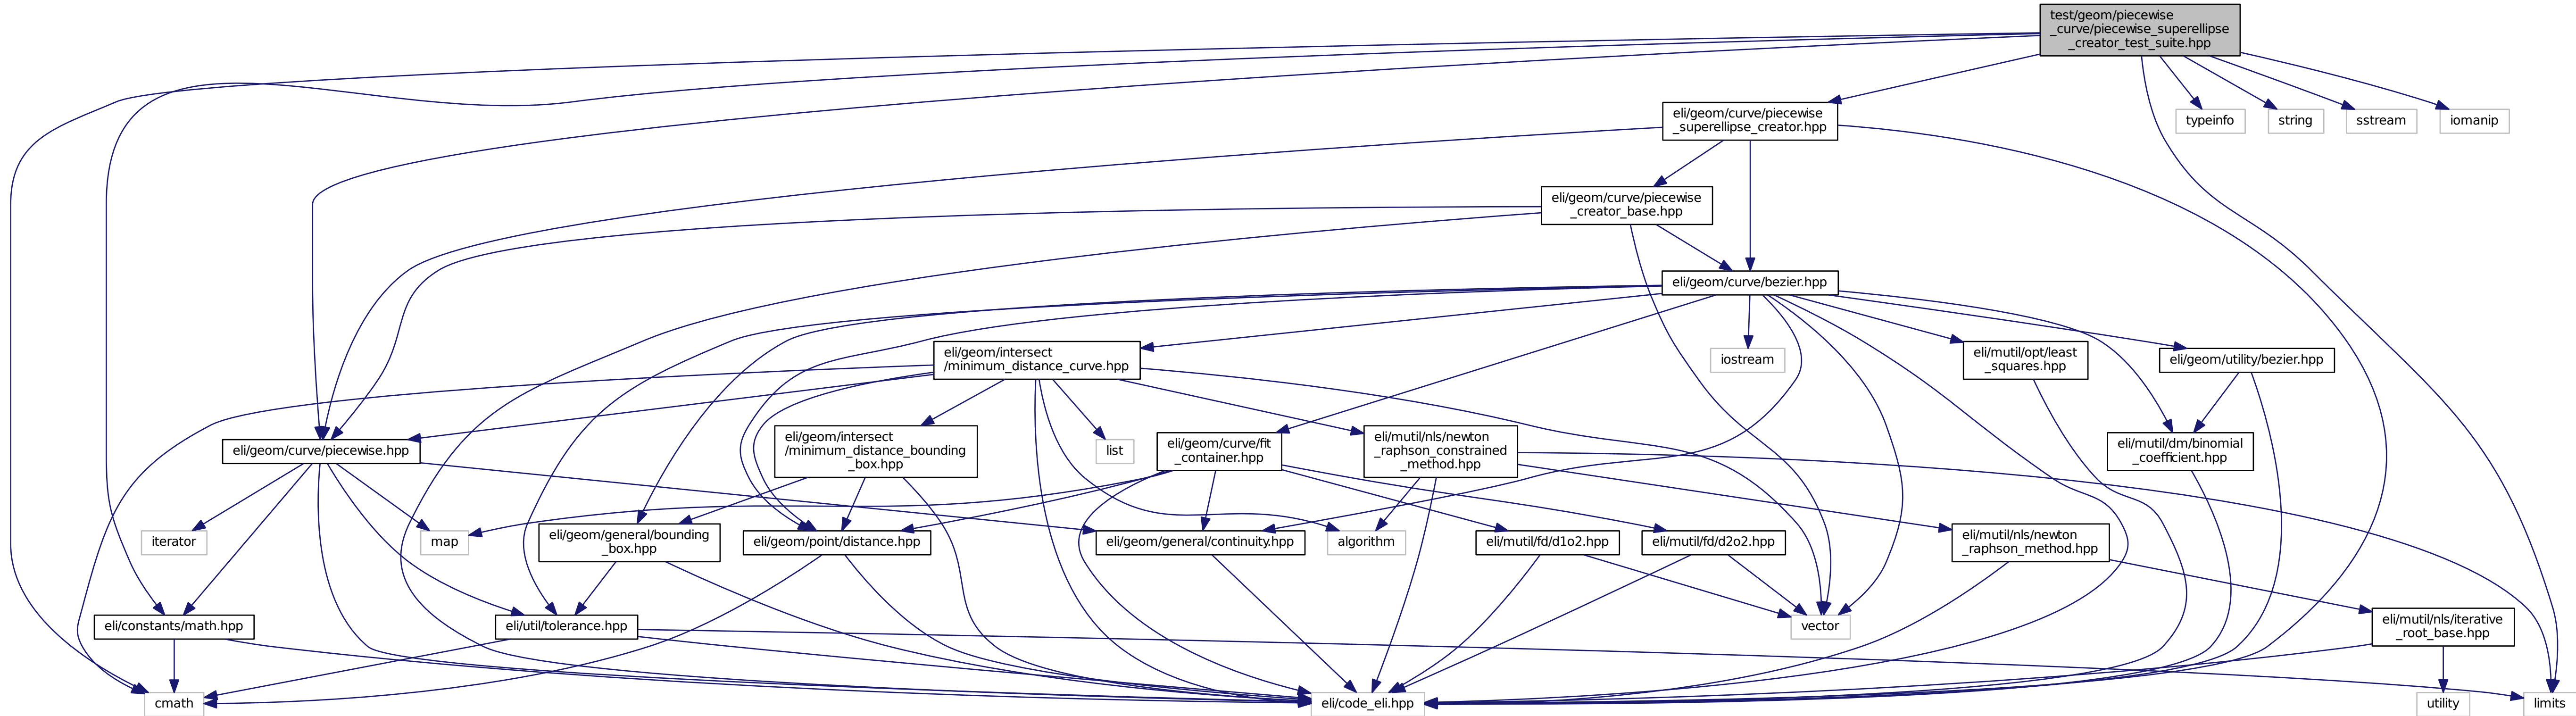 test/geom/piecewise
_curve/piecewise_superellipse
_creator_test_suite.hpp
eli/geom/curve/piecewise
_superellipse_creator.hpp
typeinfo
string
sstream
iomanip
eli/geom/curve/piecewise
_creator_base.hpp
eli/geom/curve/bezier.hpp
eli/geom/intersect
/minimum_distance_curve.hpp
iostream
eli/mutil/opt/least
_squares.hpp
eli/geom/utility/bezier.hpp
eli/geom/curve/piecewise.hpp
eli/geom/intersect
/minimum_distance_bounding
_box.hpp
list
eli/geom/curve/fit
_container.hpp
eli/mutil/nls/newton
_raphson_constrained
_method.hpp
eli/mutil/dm/binomial
_coefficient.hpp
iterator
map
eli/geom/general/bounding
_box.hpp
eli/geom/point/distance.hpp
eli/geom/general/continuity.hpp
algorithm
eli/mutil/fd/d1o2.hpp
eli/mutil/fd/d2o2.hpp
eli/mutil/nls/newton
_raphson_method.hpp
eli/constants/math.hpp
eli/util/tolerance.hpp
vector
eli/mutil/nls/iterative
_root_base.hpp
cmath
eli/code_eli.hpp
utility
limits